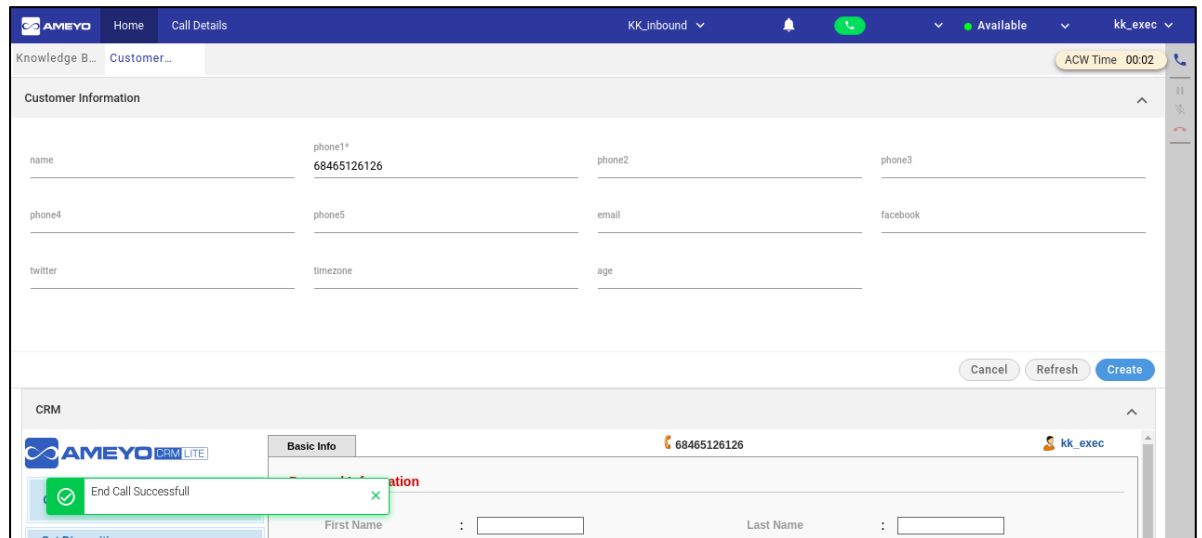 AMEYO Home Call Details KK_inbound Available kk_exec
Knowledge B... Customer... ACW Time 00:02
Customer Information
name phone1* phone2 phone3
68465126126
phone4 phone5 email facebook
twitter timezone age
Cancel Refresh Create
CRM
AMEYO CRM LITE Basic Info 68465126126 kk_exec
End Call Successfull
First Name : Last Name :